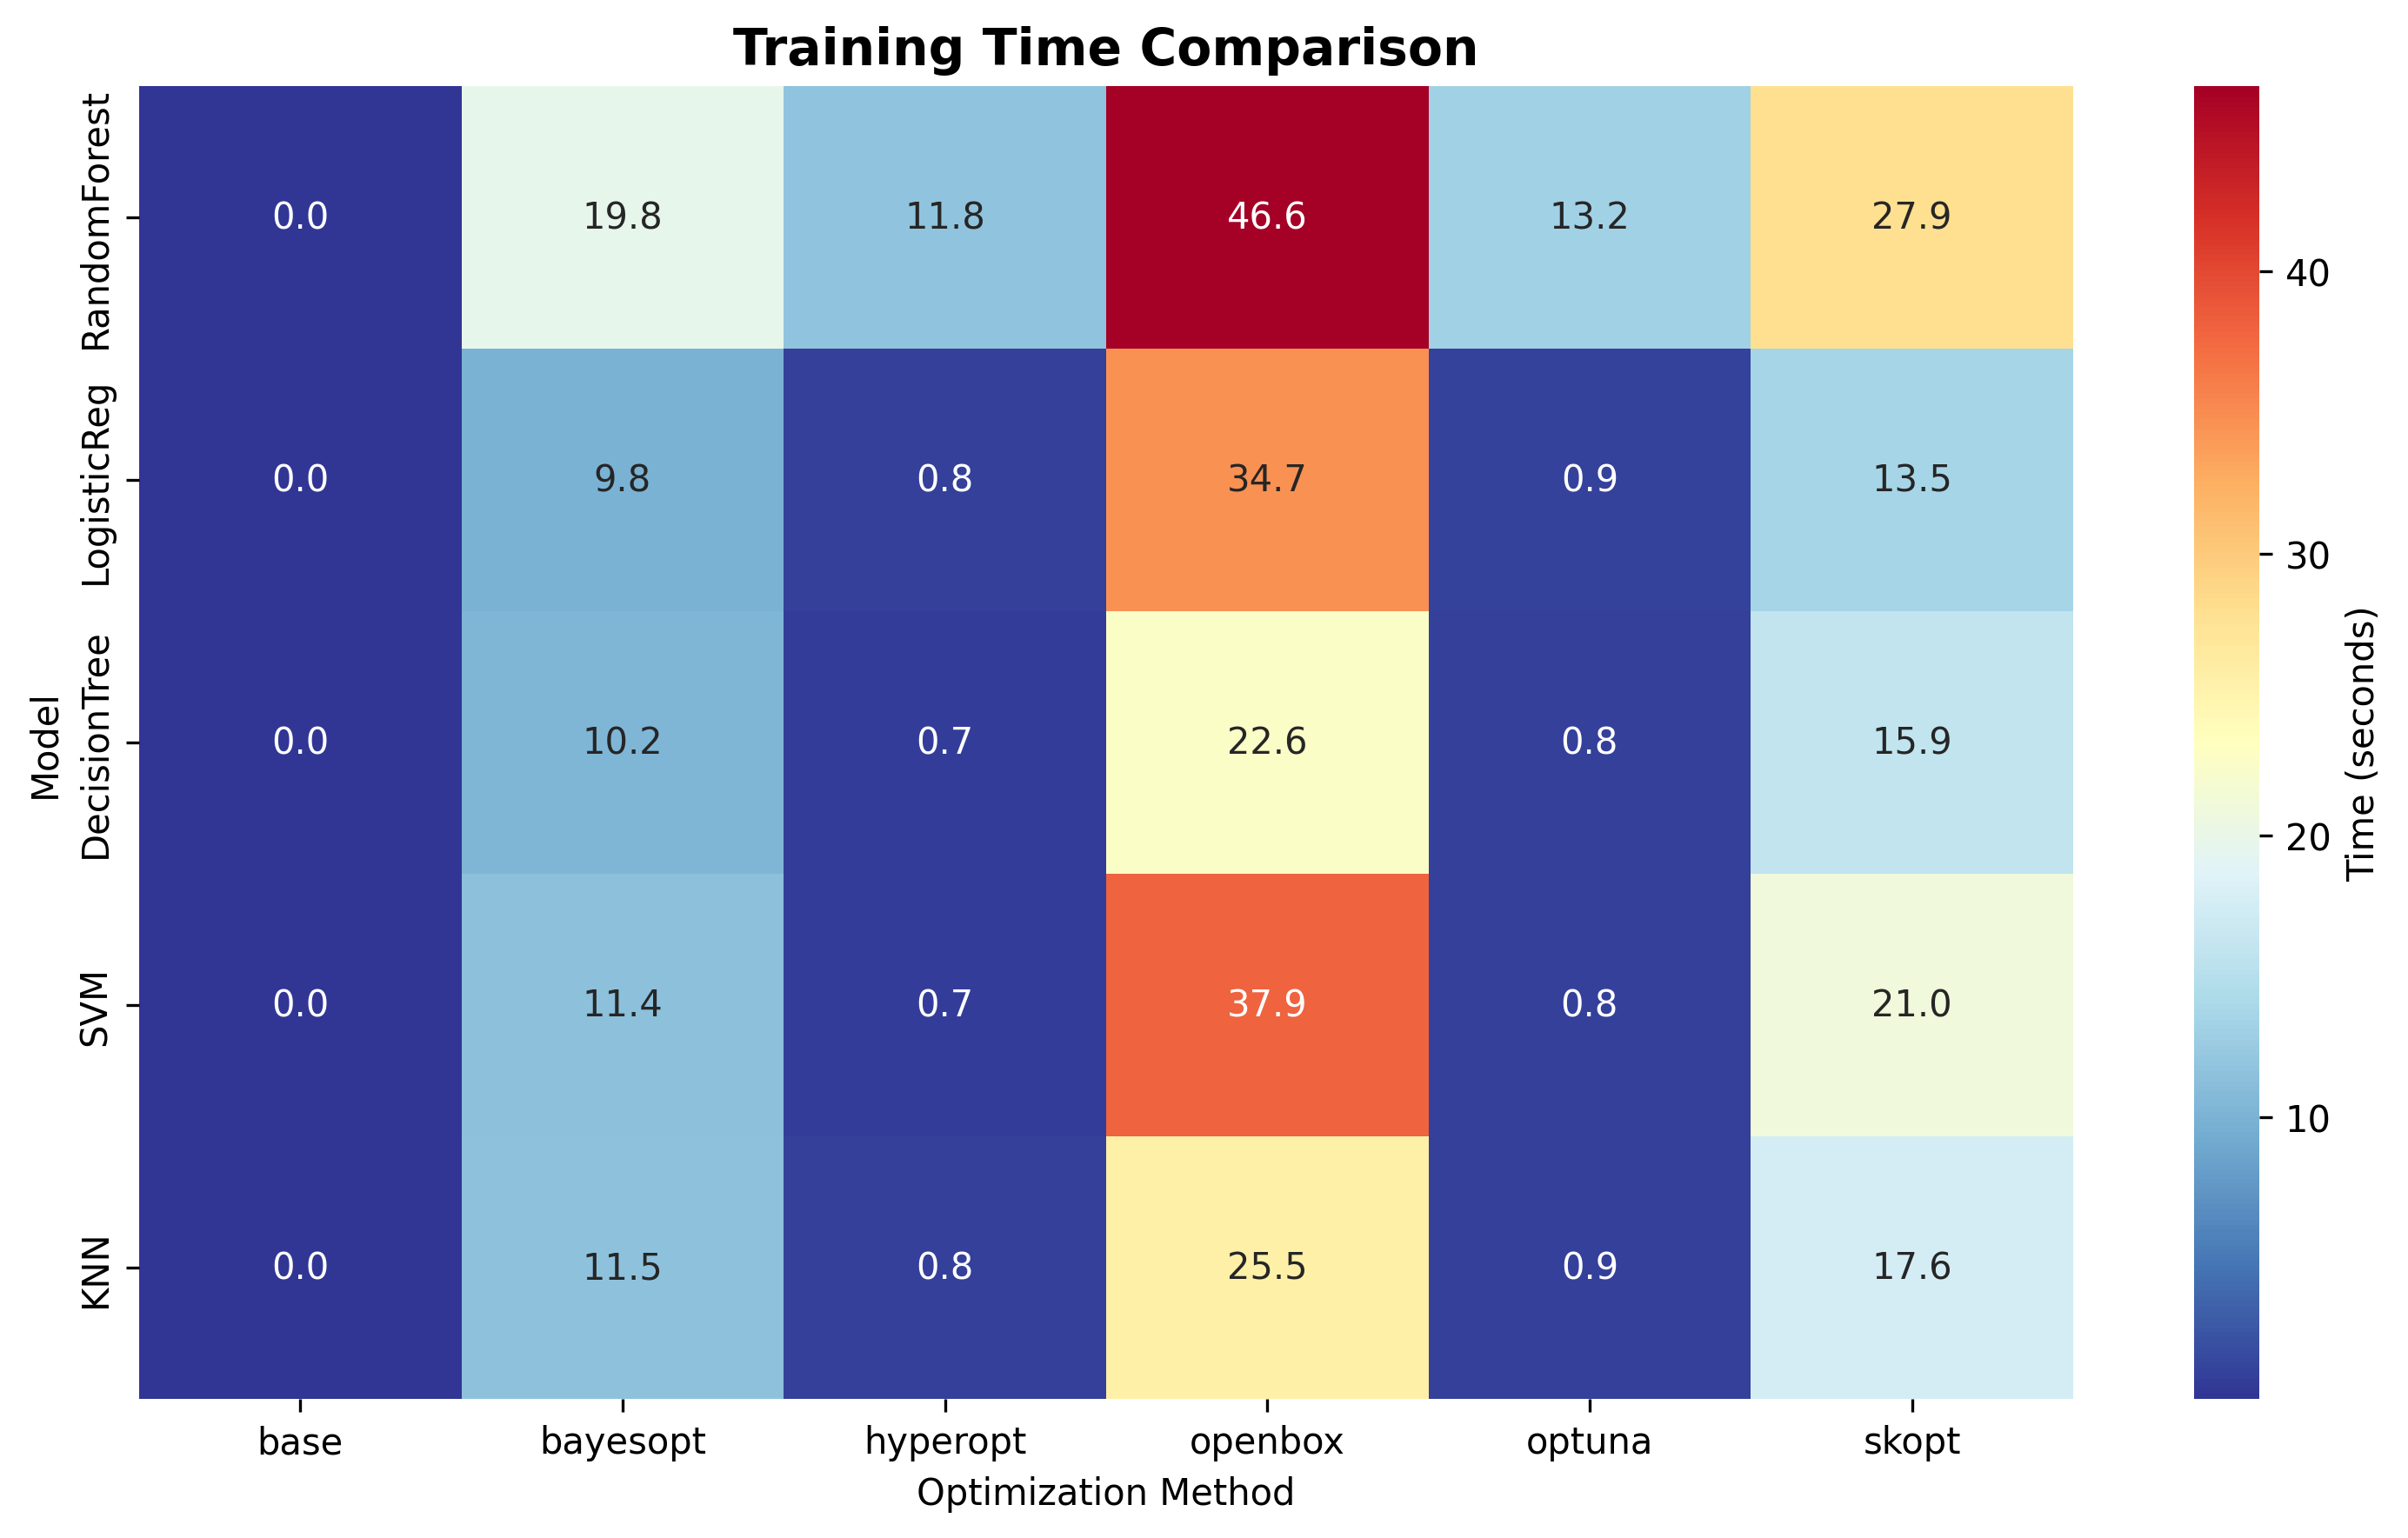 Training Time Comparison
RandomForest 0.0 19.8 11.8 46.6 13.2 27.9
LogisticReg 0.0 9.8 0.8 34.7 0.9 13.5
DecisionTree 0.0 10.2 0.7 22.6 0.8 15.9
SVM 0.0 11.4 0.7 37.9 0.8 21.0
KNN 0.0 11.5 0.8 25.5 0.9 17.6
Model
base bayesopt hyperopt openbox optuna skopt
Optimization Method
40
30
20
10
Time (seconds)